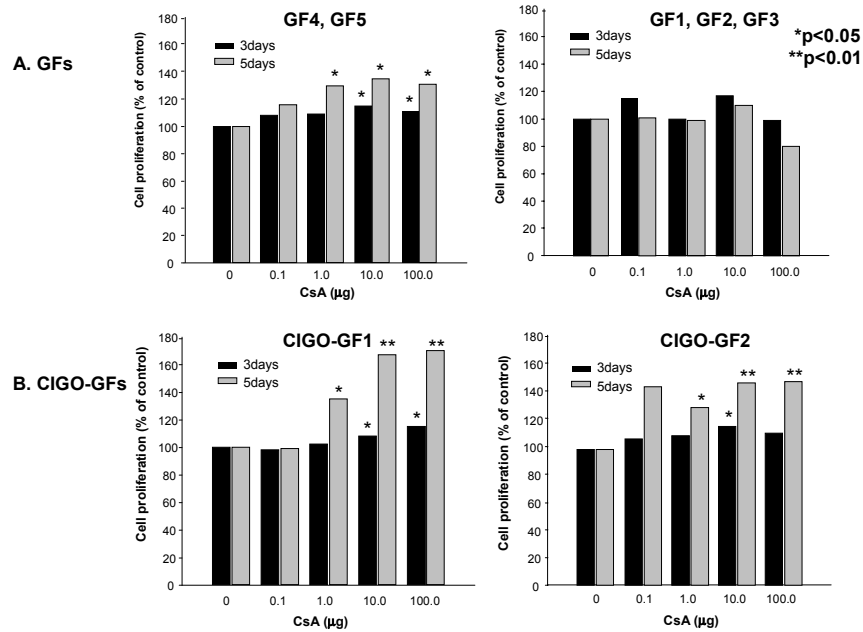 GF4, GF5
GF1, GF2, GF3
*p<0.05
**p<0.01
A. GFs
Cell proliferation (% of control)
180
160
140
120
100
80
60
40
20
0
3days
5days
* * * * *
0 0.1 1.0 10.0 100.0
CsA (μg)
Cell proliferation (% of control)
180
160
140
120
100
80
60
40
20
0
3days
5days
0 0.1 1.0 10.0 100.0
CsA (μg)
B. CIGO-GFs
CIGO-GF1
Cell proliferation (% of control)
180
160
140
120
100
80
60
40
20
0
3days
5days
* * ** * **
0 0.1 1.0 10.0 100.0
CsA (μg)
CIGO-GF2
Cell proliferation (% of control)
180
160
140
120
100
80
60
40
20
0
3days
5days
* * ** **
0 0.1 1.0 10.0 100.0
CsA (μg)